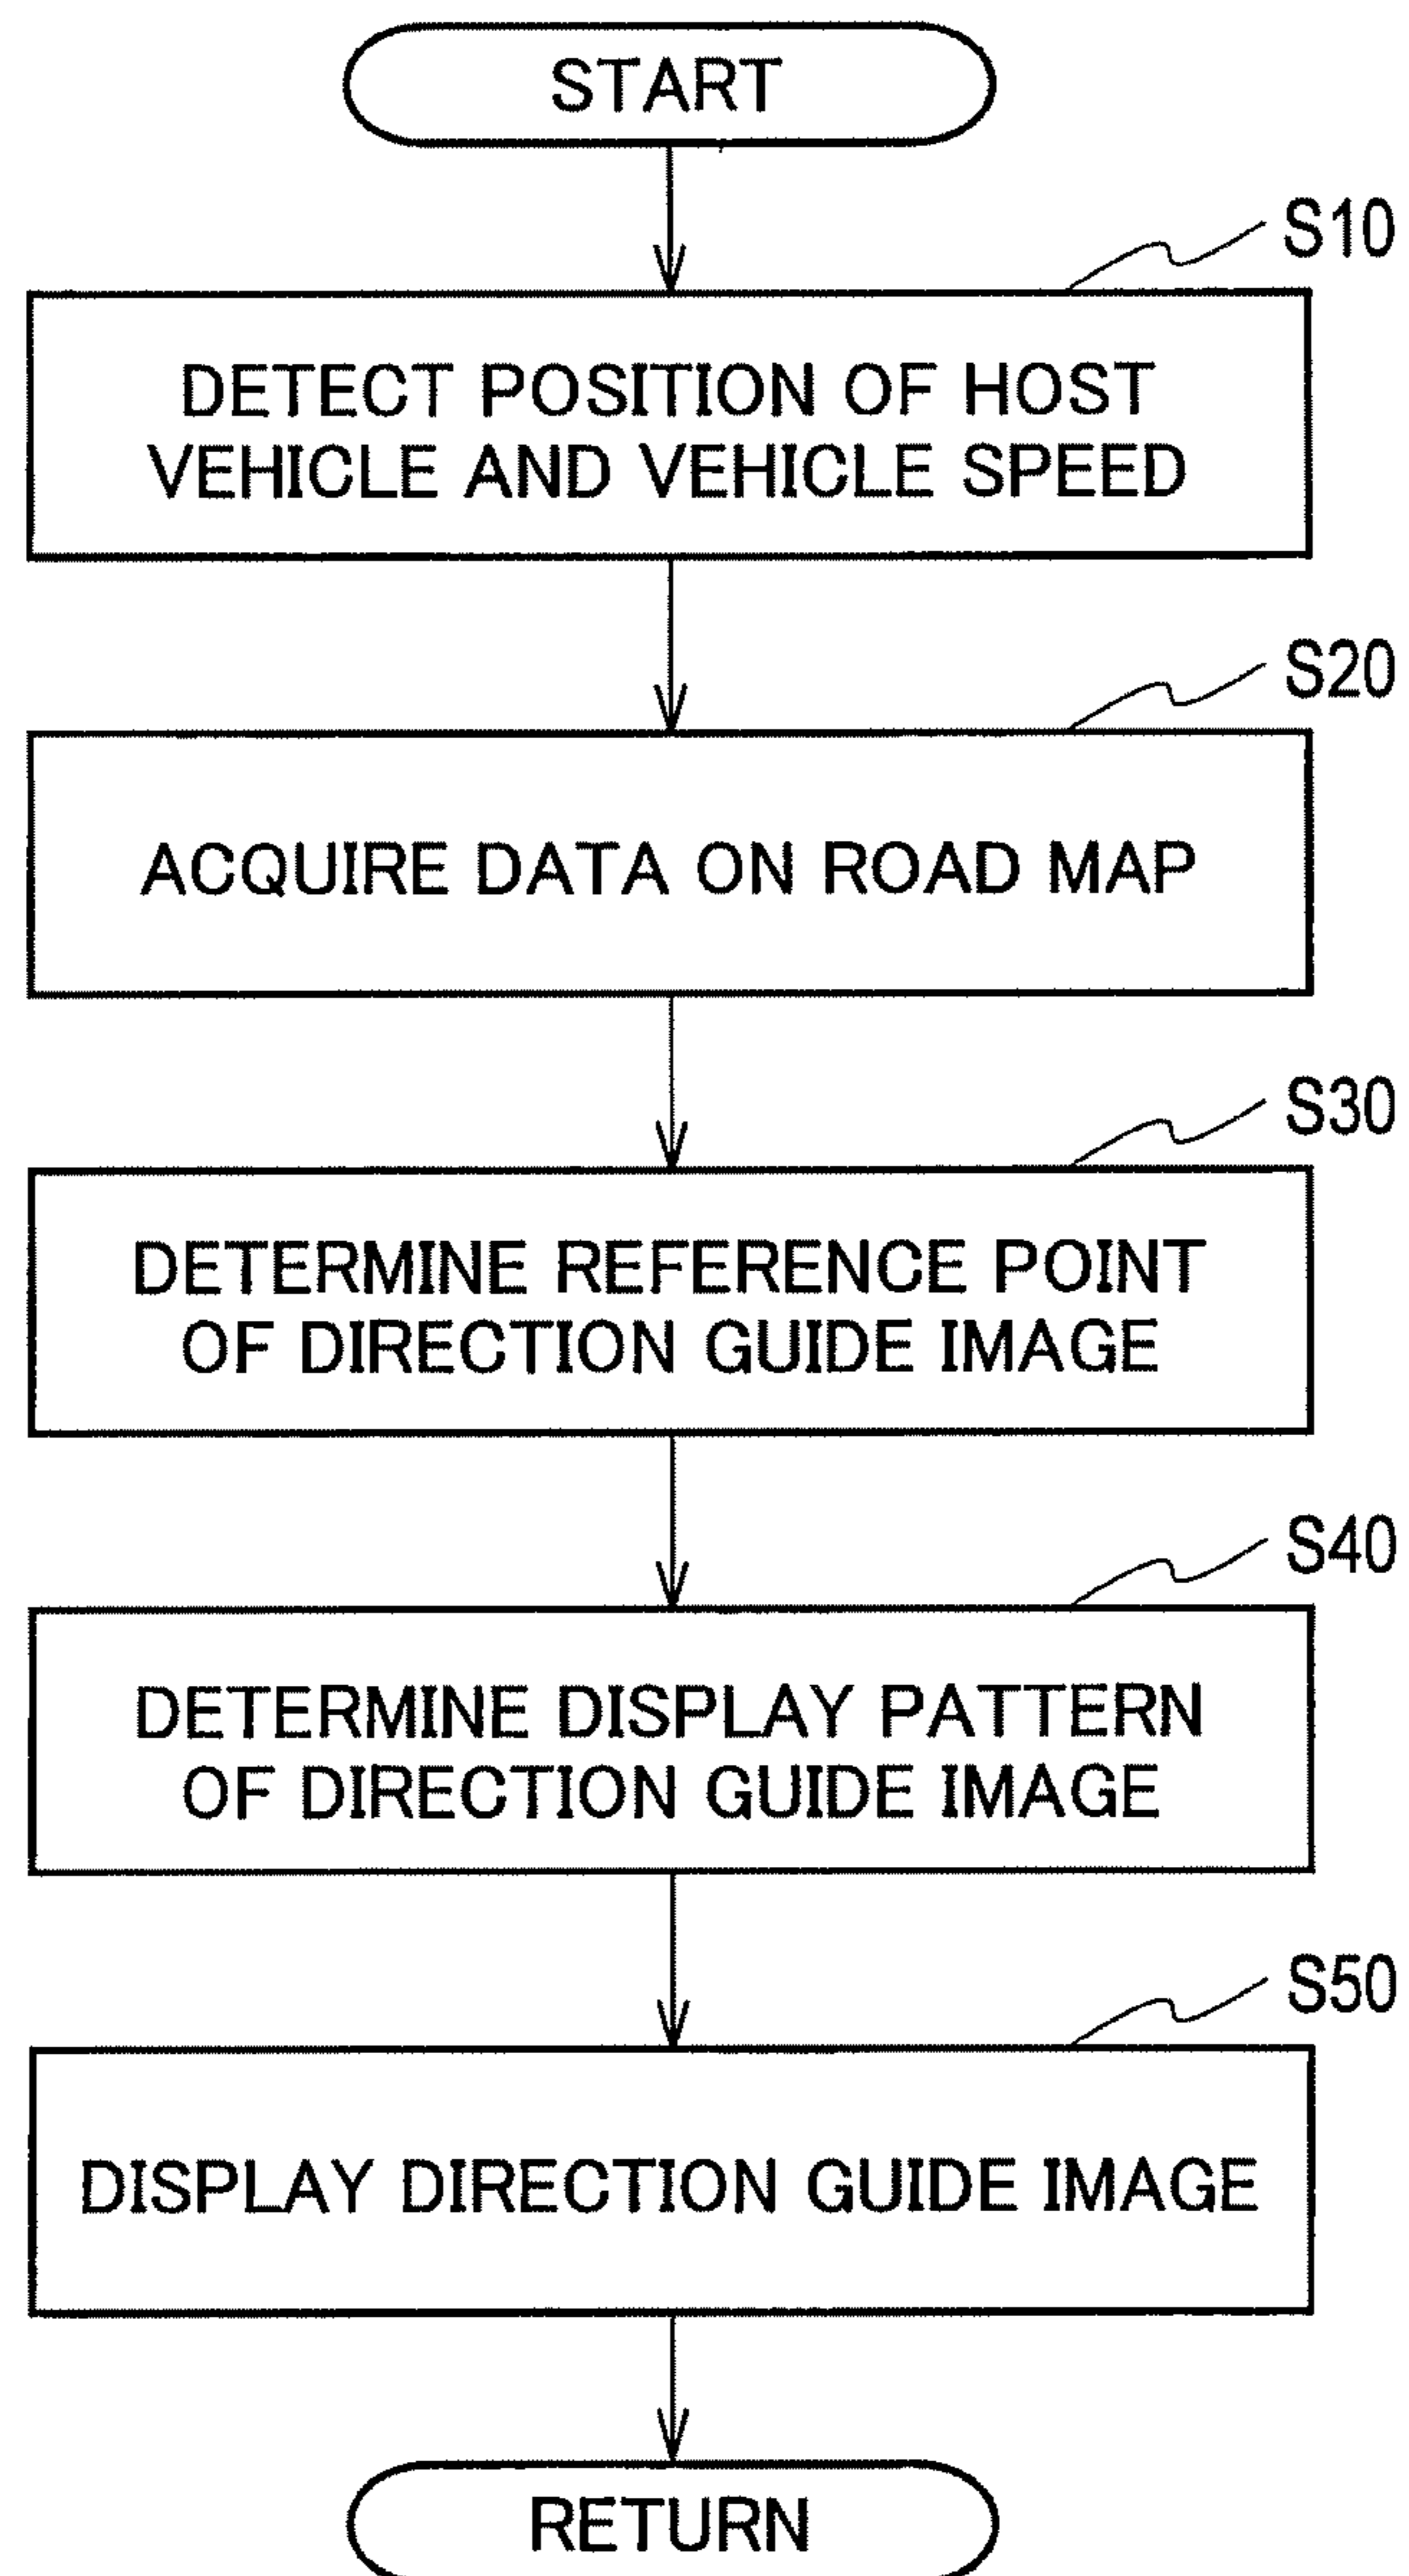 START
S10
DETECT POSITION OF HOST
VEHICLE AND VEHICLE SPEED
S20
ACQUIRE DATA ON ROAD MAP
S30
DETERMINE REFERENCE POINT
OF DIRECTION GUIDE IMAGE
S40
DETERMINE DISPLAY PATTERN
OF DIRECTION GUIDE IMAGE
S50
DISPLAY DIRECTION GUIDE IMAGE
RETURN